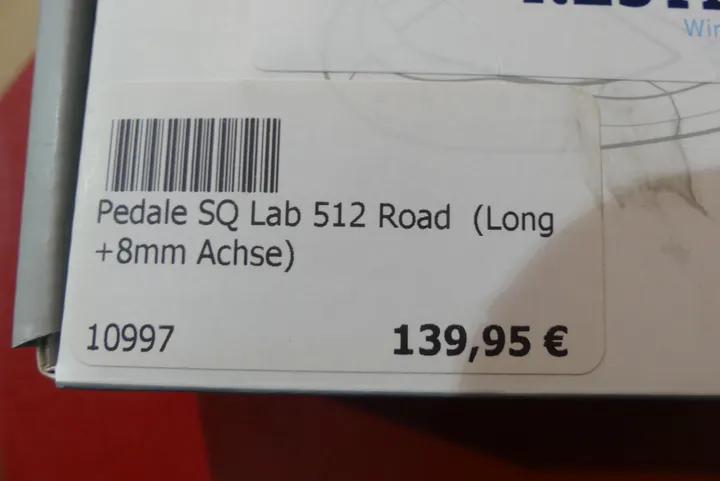 Pedale SQ Lab 512 Road (Long
+8mm Achse)
10997
139,95 €